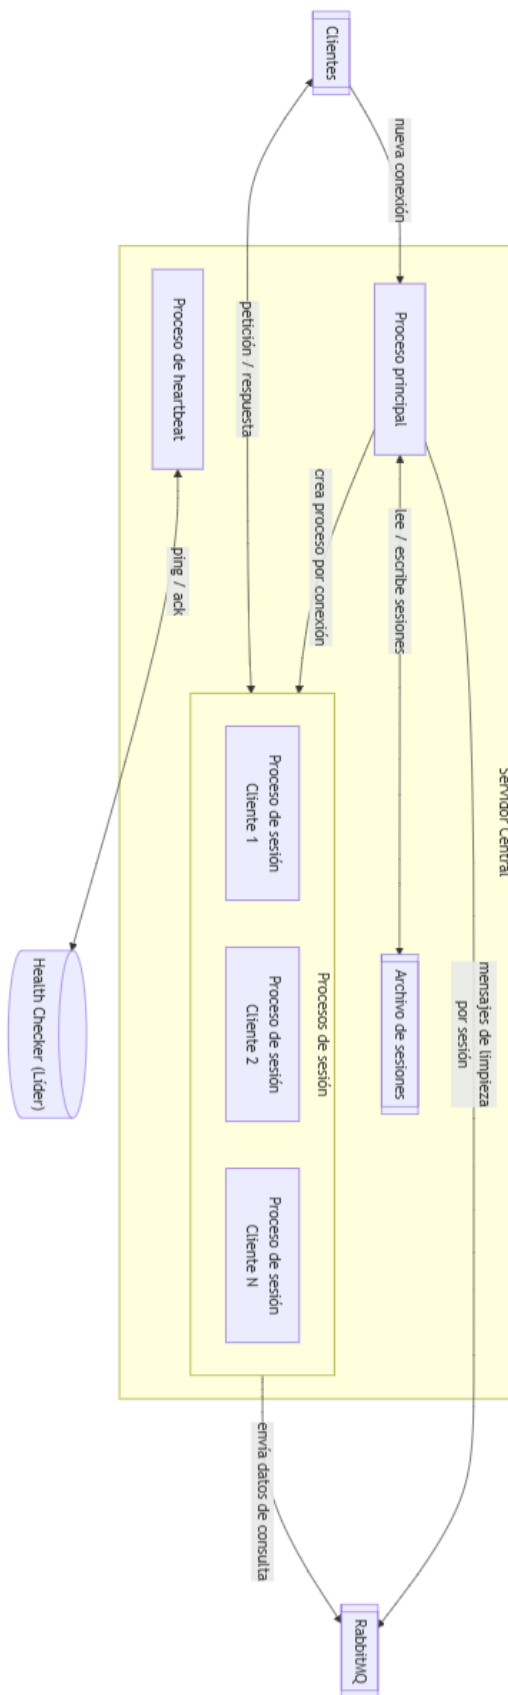 Clientes
nueva conexión
petición / respuesta
Servidor Central
Proceso principal
Proceso de heartbeat
crea proceso por conexión
lee / escribe sesiones
ping / ack
mensajes de limpieza
por sesión
Procesos de sesión
Proceso de sesión
Cliente 1
Proceso de sesión
Cliente 2
Proceso de sesión
Cliente N
Archivo de sesiones
Health Checker (Líder)
envía datos de consulta
RabbitMQ